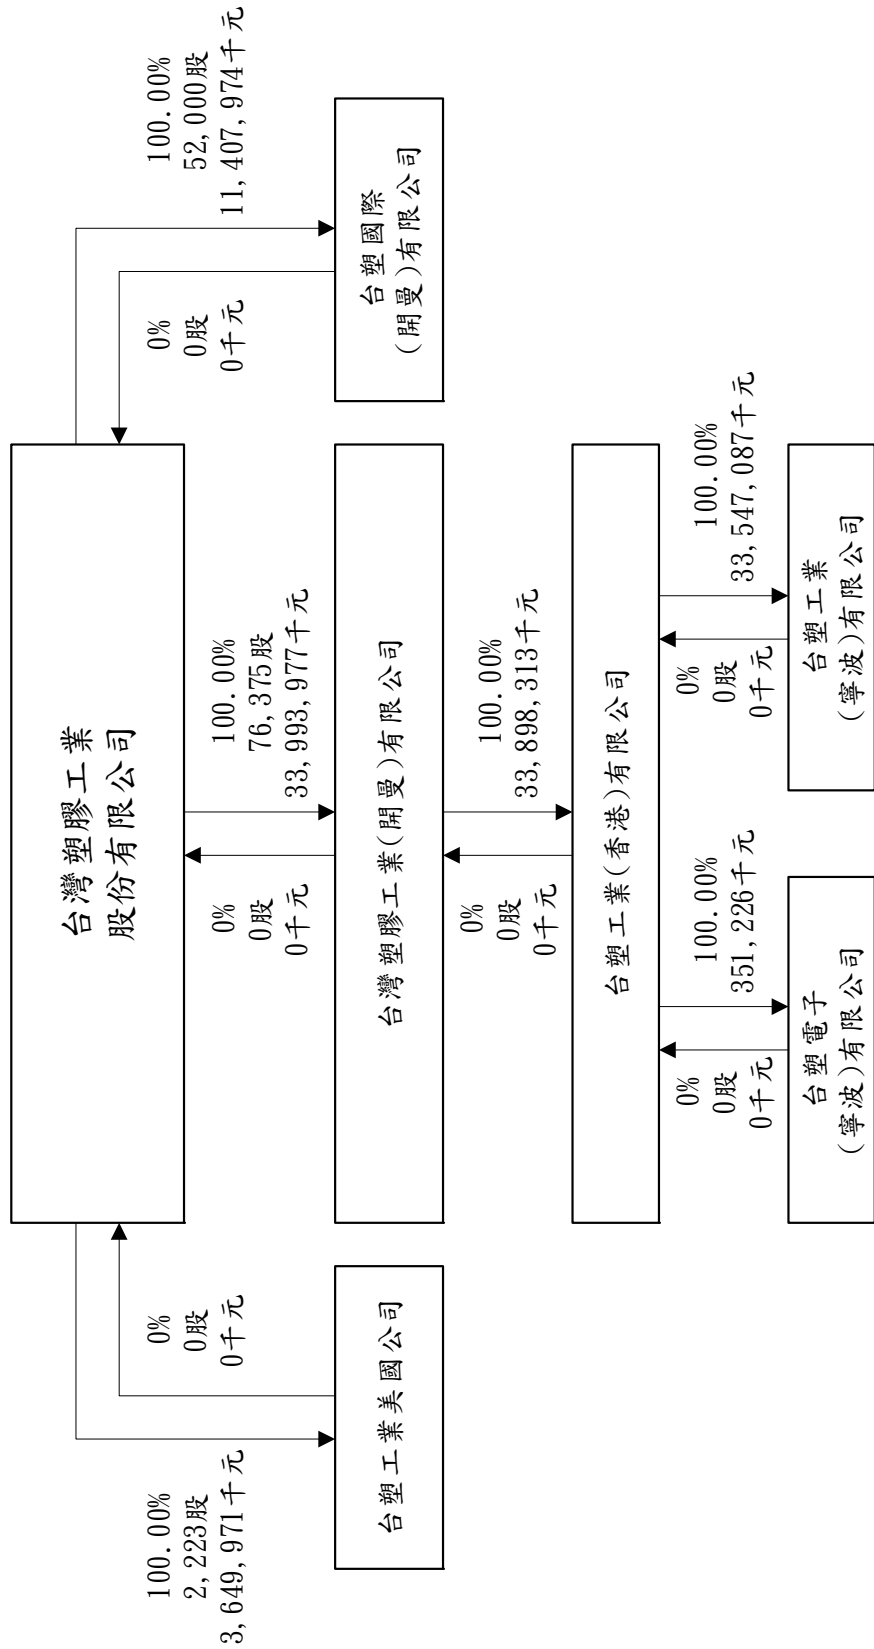 台灣塑膠工業
股份有限公司
100.00%
2,223股
3,649,971千元
0%
0股
0千元
0%
0股
0千元
100.00%
76,375股
33,993,977千元
0%
0股
0千元
100.00%
52,000股
11,407,974千元
台塑工業美國公司
台灣塑膠工業(開曼)有限公司
台塑國際
(開曼)有限公司
0%
0股
0千元
100.00%
33,898,313千元
台塑工業(香港)有限公司
0%
0股
0千元
100.00%
351,226千元
0%
0股
0千元
100.00%
33,547,087千元
台塑電子
(寧波)有限公司
台塑工業
(寧波)有限公司